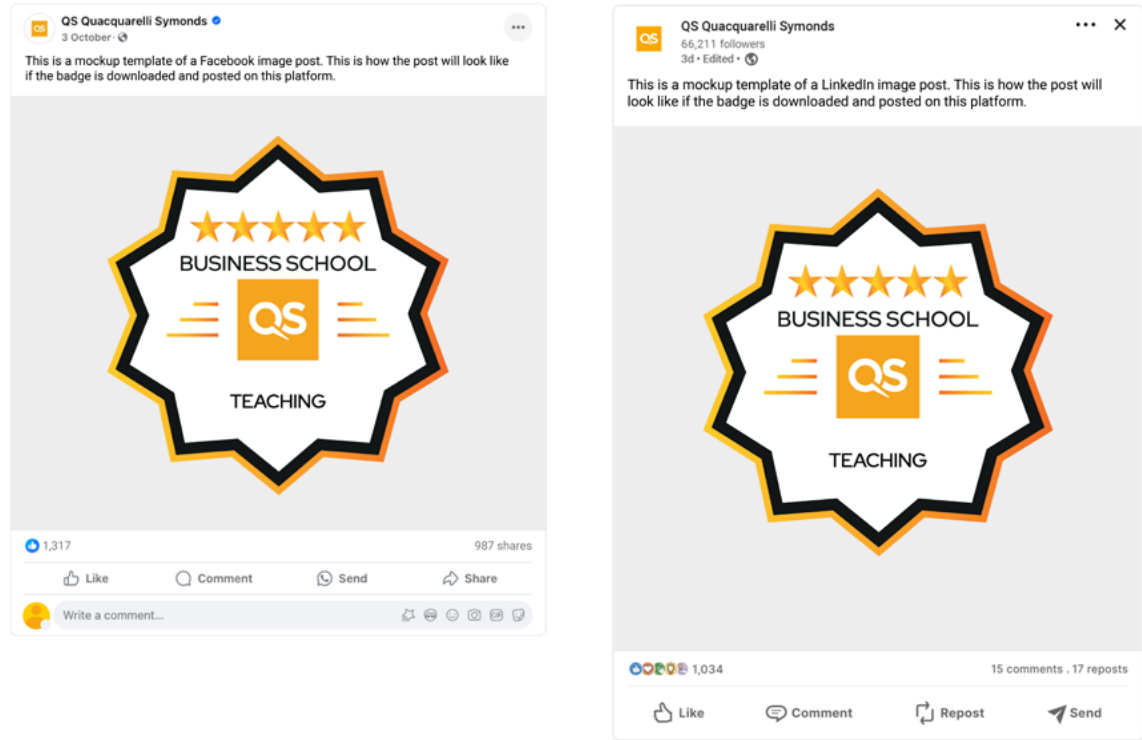 QS Quacquarelli Symonds
3 October ·
This is a mockup template of a Facebook image post. This is how the post will look like
if the badge is downloaded and posted on this platform.
BUSINESS SCHOOL
QS
TEACHING
1,317
987 shares
Like
Comment
Send
Share
Write a comment...
GIF
QS
QS Quacquarelli Symonds
66,211 followers
3d • Edited •
This is a mockup template of a LinkedIn image post. This is how the post will
look like if the badge is downloaded and posted on this platform.
BUSINESS SCHOOL
QS
TEACHING
1,034
15 comments . 17 reposts
Like
Comment
Repost
Send